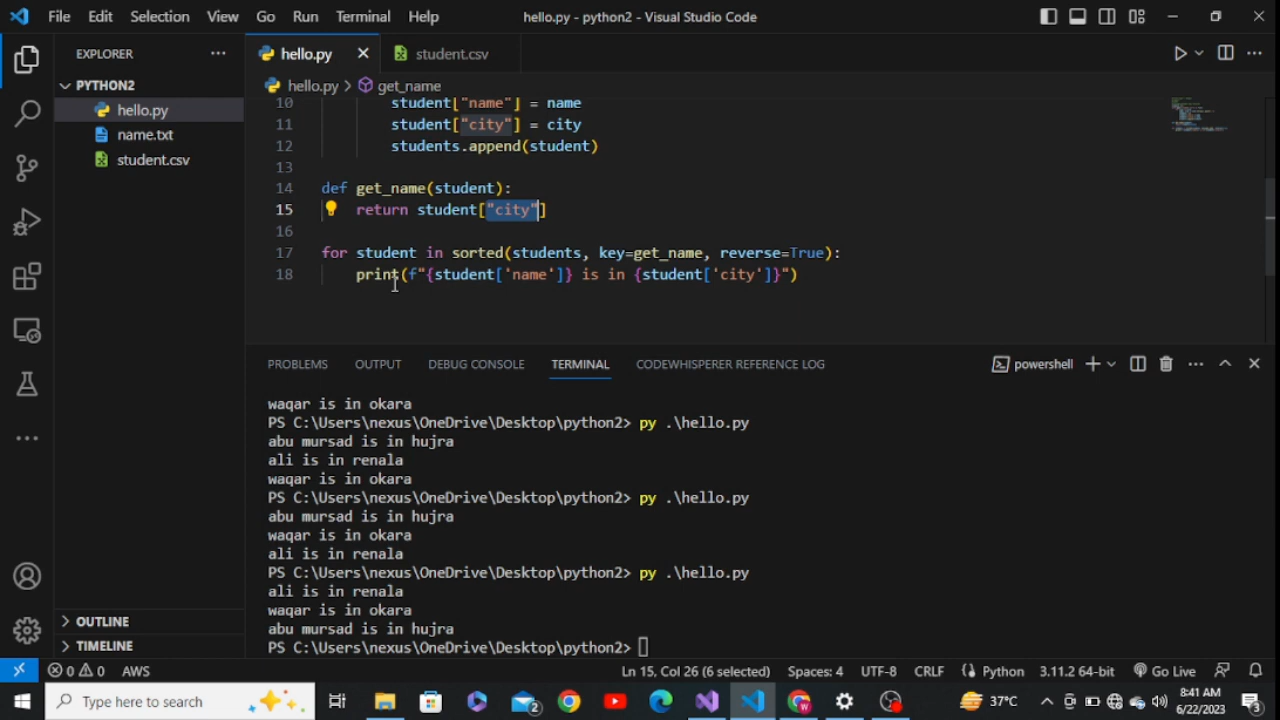 File Edit Selection View Go Run Terminal Help hello.py - python2 - Visual Studio Code
EXPLORER ···
PYTHON2
hello.py
name.txt
student.csv
OUTLINE
TIMELINE
hello.py student.csv
hello.py > get_name
10 student["name"] = name
11 student["city"] = city
12 students.append(student)
13
14 def get_name(student):
15 return student["city"]
16
17 for student in sorted(students, key=get_name, reverse=True):
18 print(f"{student['name']} is in {student['city']}")
PROBLEMS OUTPUT DEBUG CONSOLE TERMINAL CODEWHISPERER REFERENCE LOG powershell
waqar is in okara
PS C:\Users\nexus\OneDrive\Desktop\python2> py .\hello.py
abu mursad is in hujra
ali is in renala
waqar is in okara
PS C:\Users\nexus\OneDrive\Desktop\python2> py .\hello.py
abu mursad is in hujra
waqar is in okara
ali is in renala
PS C:\Users\nexus\OneDrive\Desktop\python2> py .\hello.py
ali is in renala
waqar is in okara
abu mursad is in hujra
PS C:\Users\nexus\OneDrive\Desktop\python2>
0 0 AWS Ln 15, Col 26 (6 selected) Spaces: 4 UTF-8 CRLF Python 3.11.2 64-bit Go Live
Type here to search 2 W 37°C 8:41 AM
6/22/2023 3